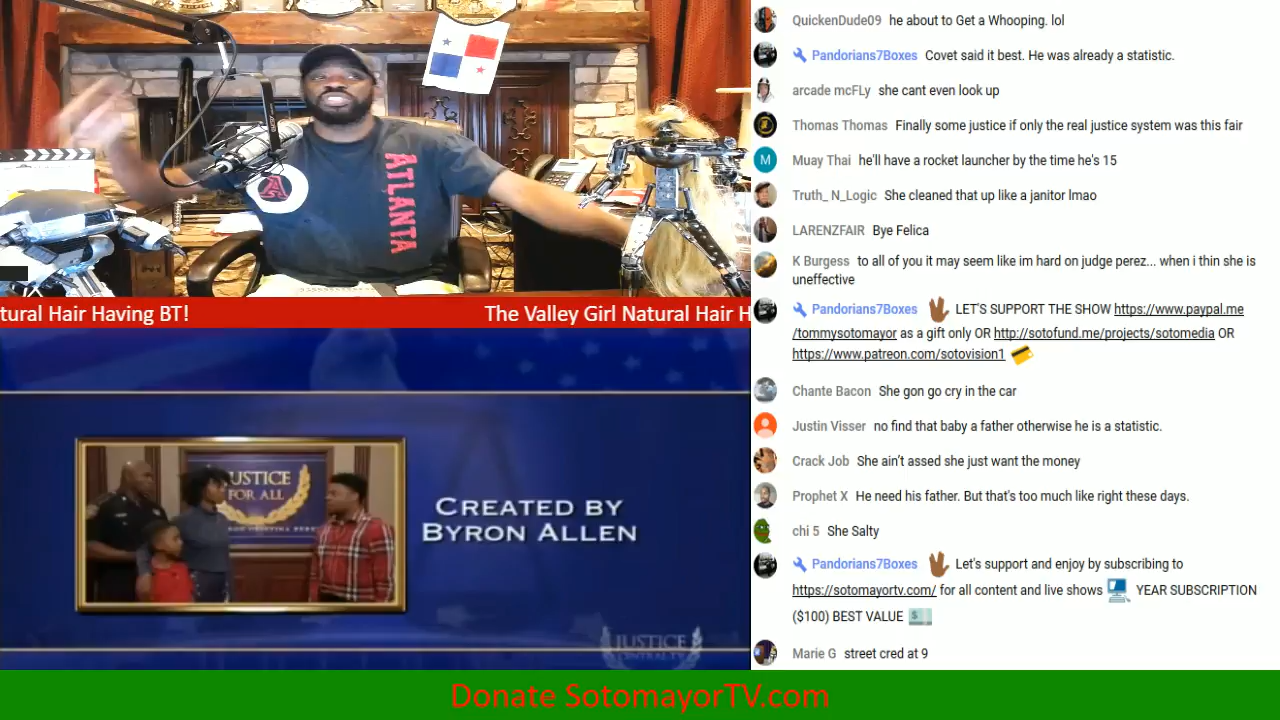 ATLANTA
A
tural Hair Having BT!
The Valley Girl Natural Hair H
JUSTICE
FOR ALL
CREATED BY
BYRON ALLEN
JUSTICE
CENTRAL.TV
QuickenDude09 he about to Get a Whooping. lol
Pandorians7Boxes Covet said it best. He was already a statistic.
arcade mcFLy she cant even look up
Thomas Thomas Finally some justice if only the real justice system was this fair
M Muay Thai he'll have a rocket launcher by the time he's 15
Truth_ N_Logic She cleaned that up like a janitor lmao
LARENZFAIR Bye Felica
K Burgess to all of you it may seem like im hard on judge perez... when i thin she is
uneffective
Pandorians7Boxes LET'S SUPPORT THE SHOW https://www.paypal.me
/tommysotomayor as a gift only OR http://sotofund.me/projects/sotomedia OR
https://www.patreon.com/sotovision1
Chante Bacon She gon go cry in the car
Justin Visser no find that baby a father otherwise he is a statistic.
Crack Job She ain't assed she just want the money
Prophet X He need his father. But that's too much like right these days.
chi 5 She Salty
Pandorians7Boxes Let's support and enjoy by subscribing to
https://sotomayortv.com/ for all content and live shows YEAR SUBSCRIPTION
($100) BEST VALUE
Marie G street cred at 9
Donate SotomayorTV.com